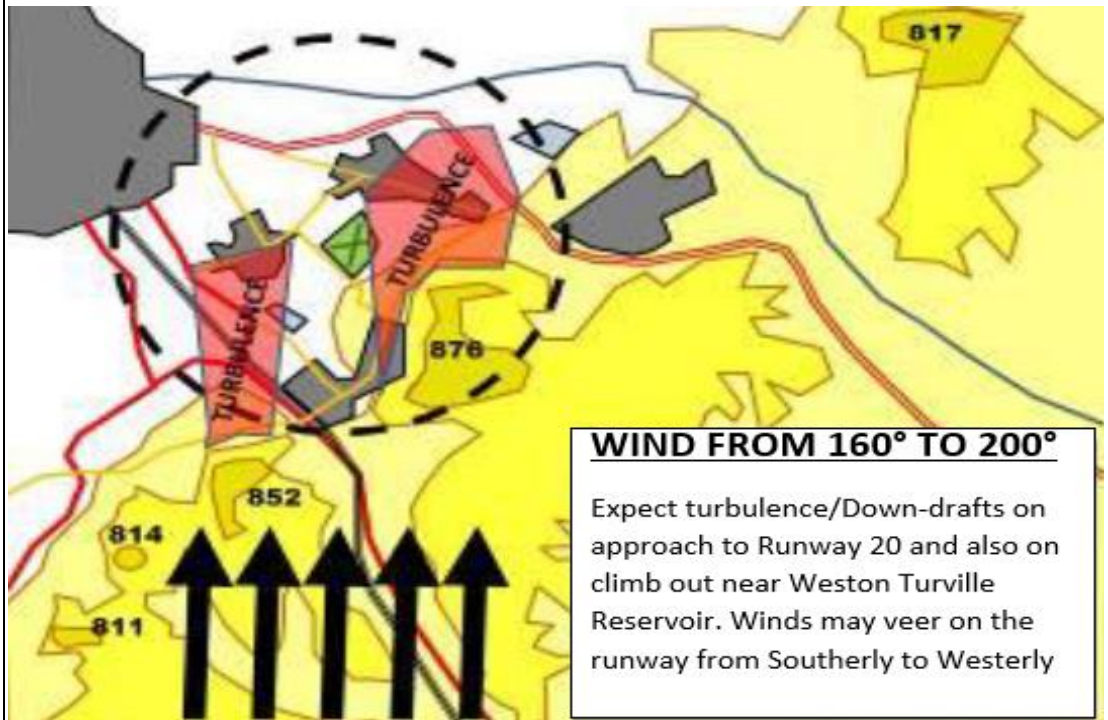 817
TURBULENCE
TURBULENCE
876
852
814
811
WIND FROM 160° TO 200°
Expect turbulence/Down-drafts on
approach to Runway 20 and also on
climb out near Weston Turville
Reservoir. Winds may veer on the
runway from Southerly to Westerly